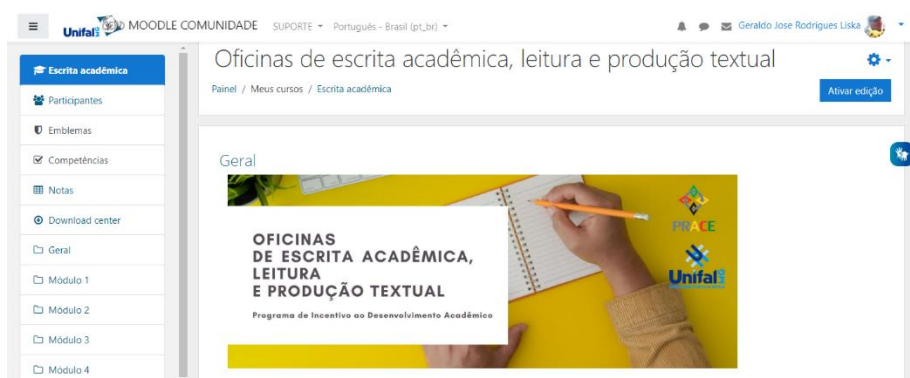 Unifal MOODLE COMUNIDADE SUPORTE Português - Brasil (pt_br) Geraldo Jose Rodrigues Liska
Escrita acadêmica
Participantes
Emblemas
Competências
Notas
Download center
Geral
Módulo 1
Módulo 2
Módulo 3
Módulo 4
Oficinas de escrita acadêmica, leitura e produção textual
Painel / Meus cursos / Escrita acadêmica
Ativar edição
Geral
OFICINAS
DE ESCRITA ACADÊMICA,
LEITURA
E PRODUÇÃO TEXTUAL
Programa de Incentivo ao Desenvolvimento Acadêmico
PRACE
Unifal